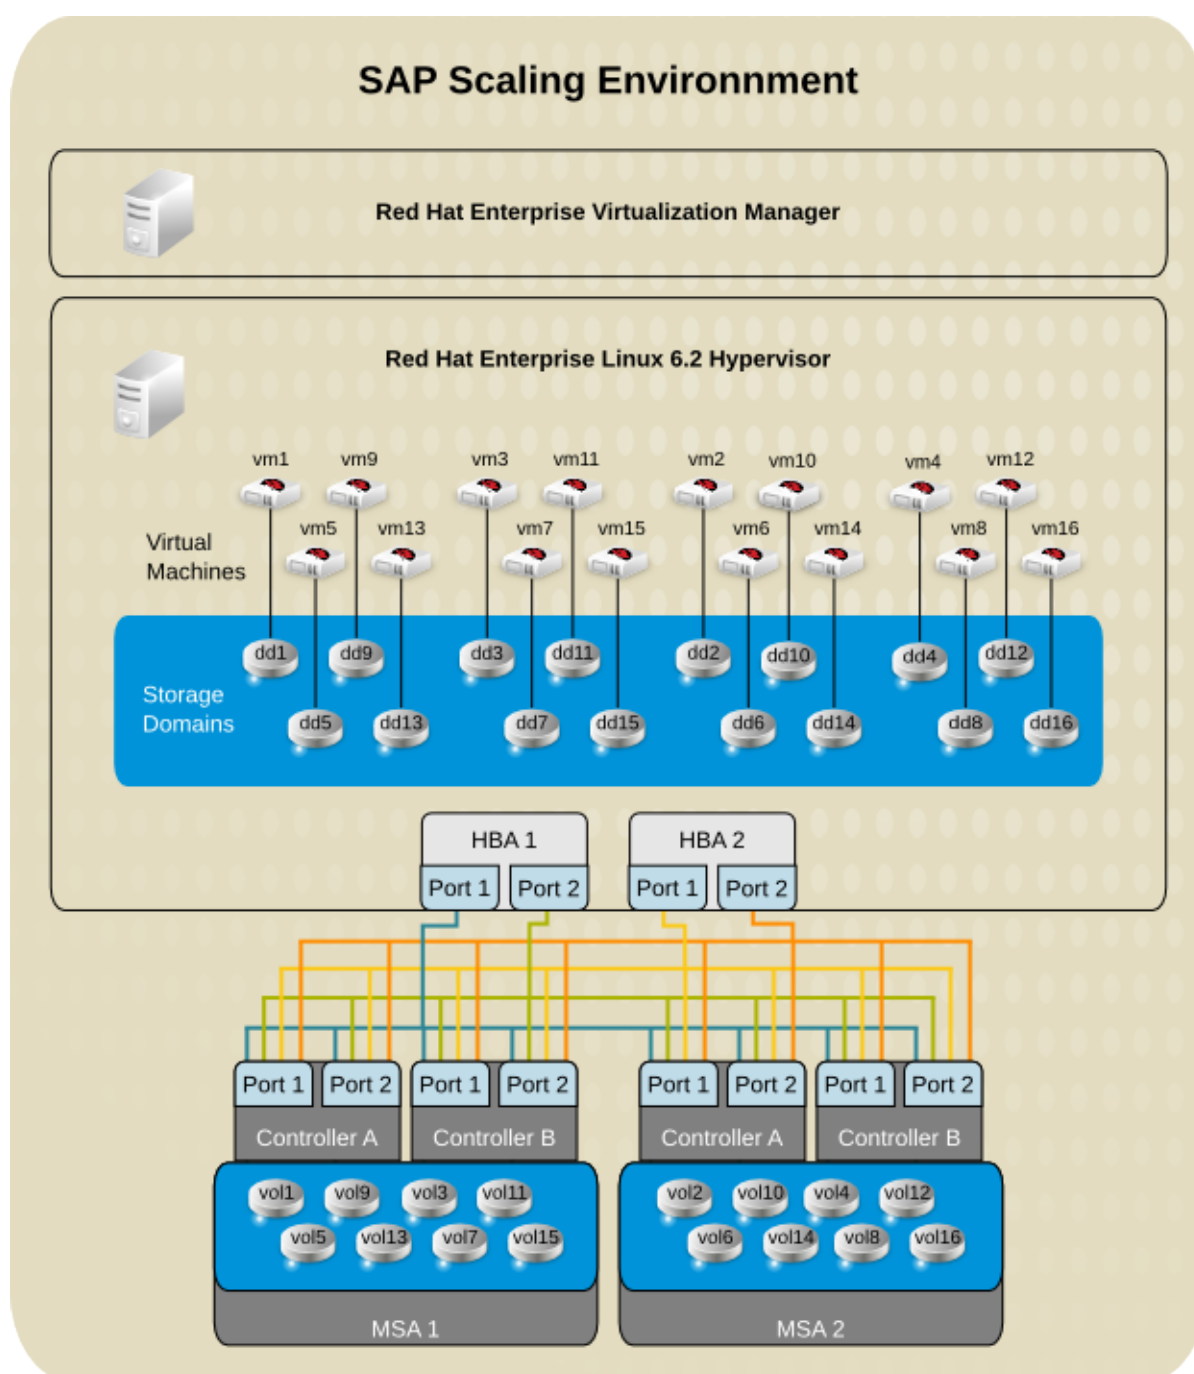 SAP Scaling Environnment
Red Hat Enterprise Virtualization Manager
Red Hat Enterprise Linux 6.2 Hypervisor
vm1 vm9 vm3 vm11 vm2 vm10 vm4 vm12
vm5 vm13 vm7 vm15 vm6 vm14 vm8 vm16
Virtual
Machines
dd1 dd9 dd3 dd11 dd2 dd10 dd4 dd12
Storage
Domains
dd5 dd13 dd7 dd15 dd6 dd14 dd8 dd16
HBA 1 HBA 2
Port 1 Port 2 Port 1 Port 2
Port 1 Port 2 Port 1 Port 2 Port 1 Port 2 Port 1 Port 2
Controller A Controller B Controller A Controller B
vol1 vol9 vol3 vol11 vol2 vol10 vol4 vol12
vol5 vol13 vol7 vol15 vol6 vol14 vol8 vol16
MSA 1 MSA 2